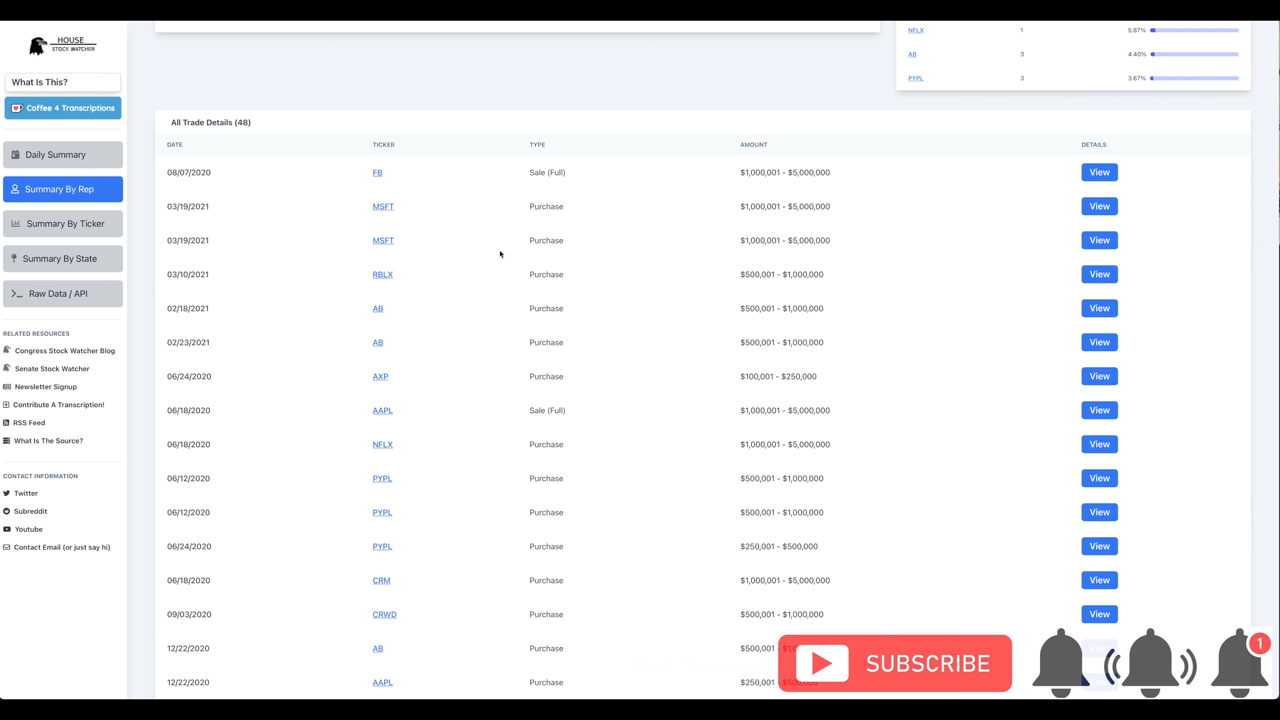 HOUSE
STOCK WATCHER
What Is This?
Coffee 4 Transcriptions
Daily Summary
Summary By Rep
Summary By Ticker
Summary By State
Raw Data / API
RELATED RESOURCES
Congress Stock Watcher Blog
Senate Stock Watcher
Newsletter Signup
Contribute A Transcription!
RSS Feed
What Is The Source?
CONTACT INFORMATION
Twitter
Subreddit
Youtube
Contact Email (or just say hi)
NFLX 1 5.87%
AB 3 4.40%
PYPL 3 3.67%
All Trade Details (48)
DATE TICKER TYPE AMOUNT DETAILS
08/07/2020 FB Sale (Full) $1,000,001 - $5,000,000 View
03/19/2021 MSFT Purchase $1,000,001 - $5,000,000 View
03/19/2021 MSFT Purchase $1,000,001 - $5,000,000 View
03/10/2021 RBLX Purchase $500,001 - $1,000,000 View
02/18/2021 AB Purchase $500,001 - $1,000,000 View
02/23/2021 AB Purchase $500,001 - $1,000,000 View
06/24/2020 AXP Purchase $100,001 - $250,000 View
06/18/2020 AAPL Sale (Full) $1,000,001 - $5,000,000 View
06/18/2020 NFLX Purchase $1,000,001 - $5,000,000 View
06/12/2020 PYPL Purchase $500,001 - $1,000,000 View
06/12/2020 PYPL Purchase $500,001 - $1,000,000 View
06/24/2020 PYPL Purchase $250,001 - $500,000 View
06/18/2020 CRM Purchase $1,000,001 - $5,000,000 View
09/03/2020 CRWD Purchase $500,001 - $1,000,000 View
12/22/2020 AB Purchase $500,001
12/22/2020 AAPL Purchase $250,001
SUBSCRIBE
1